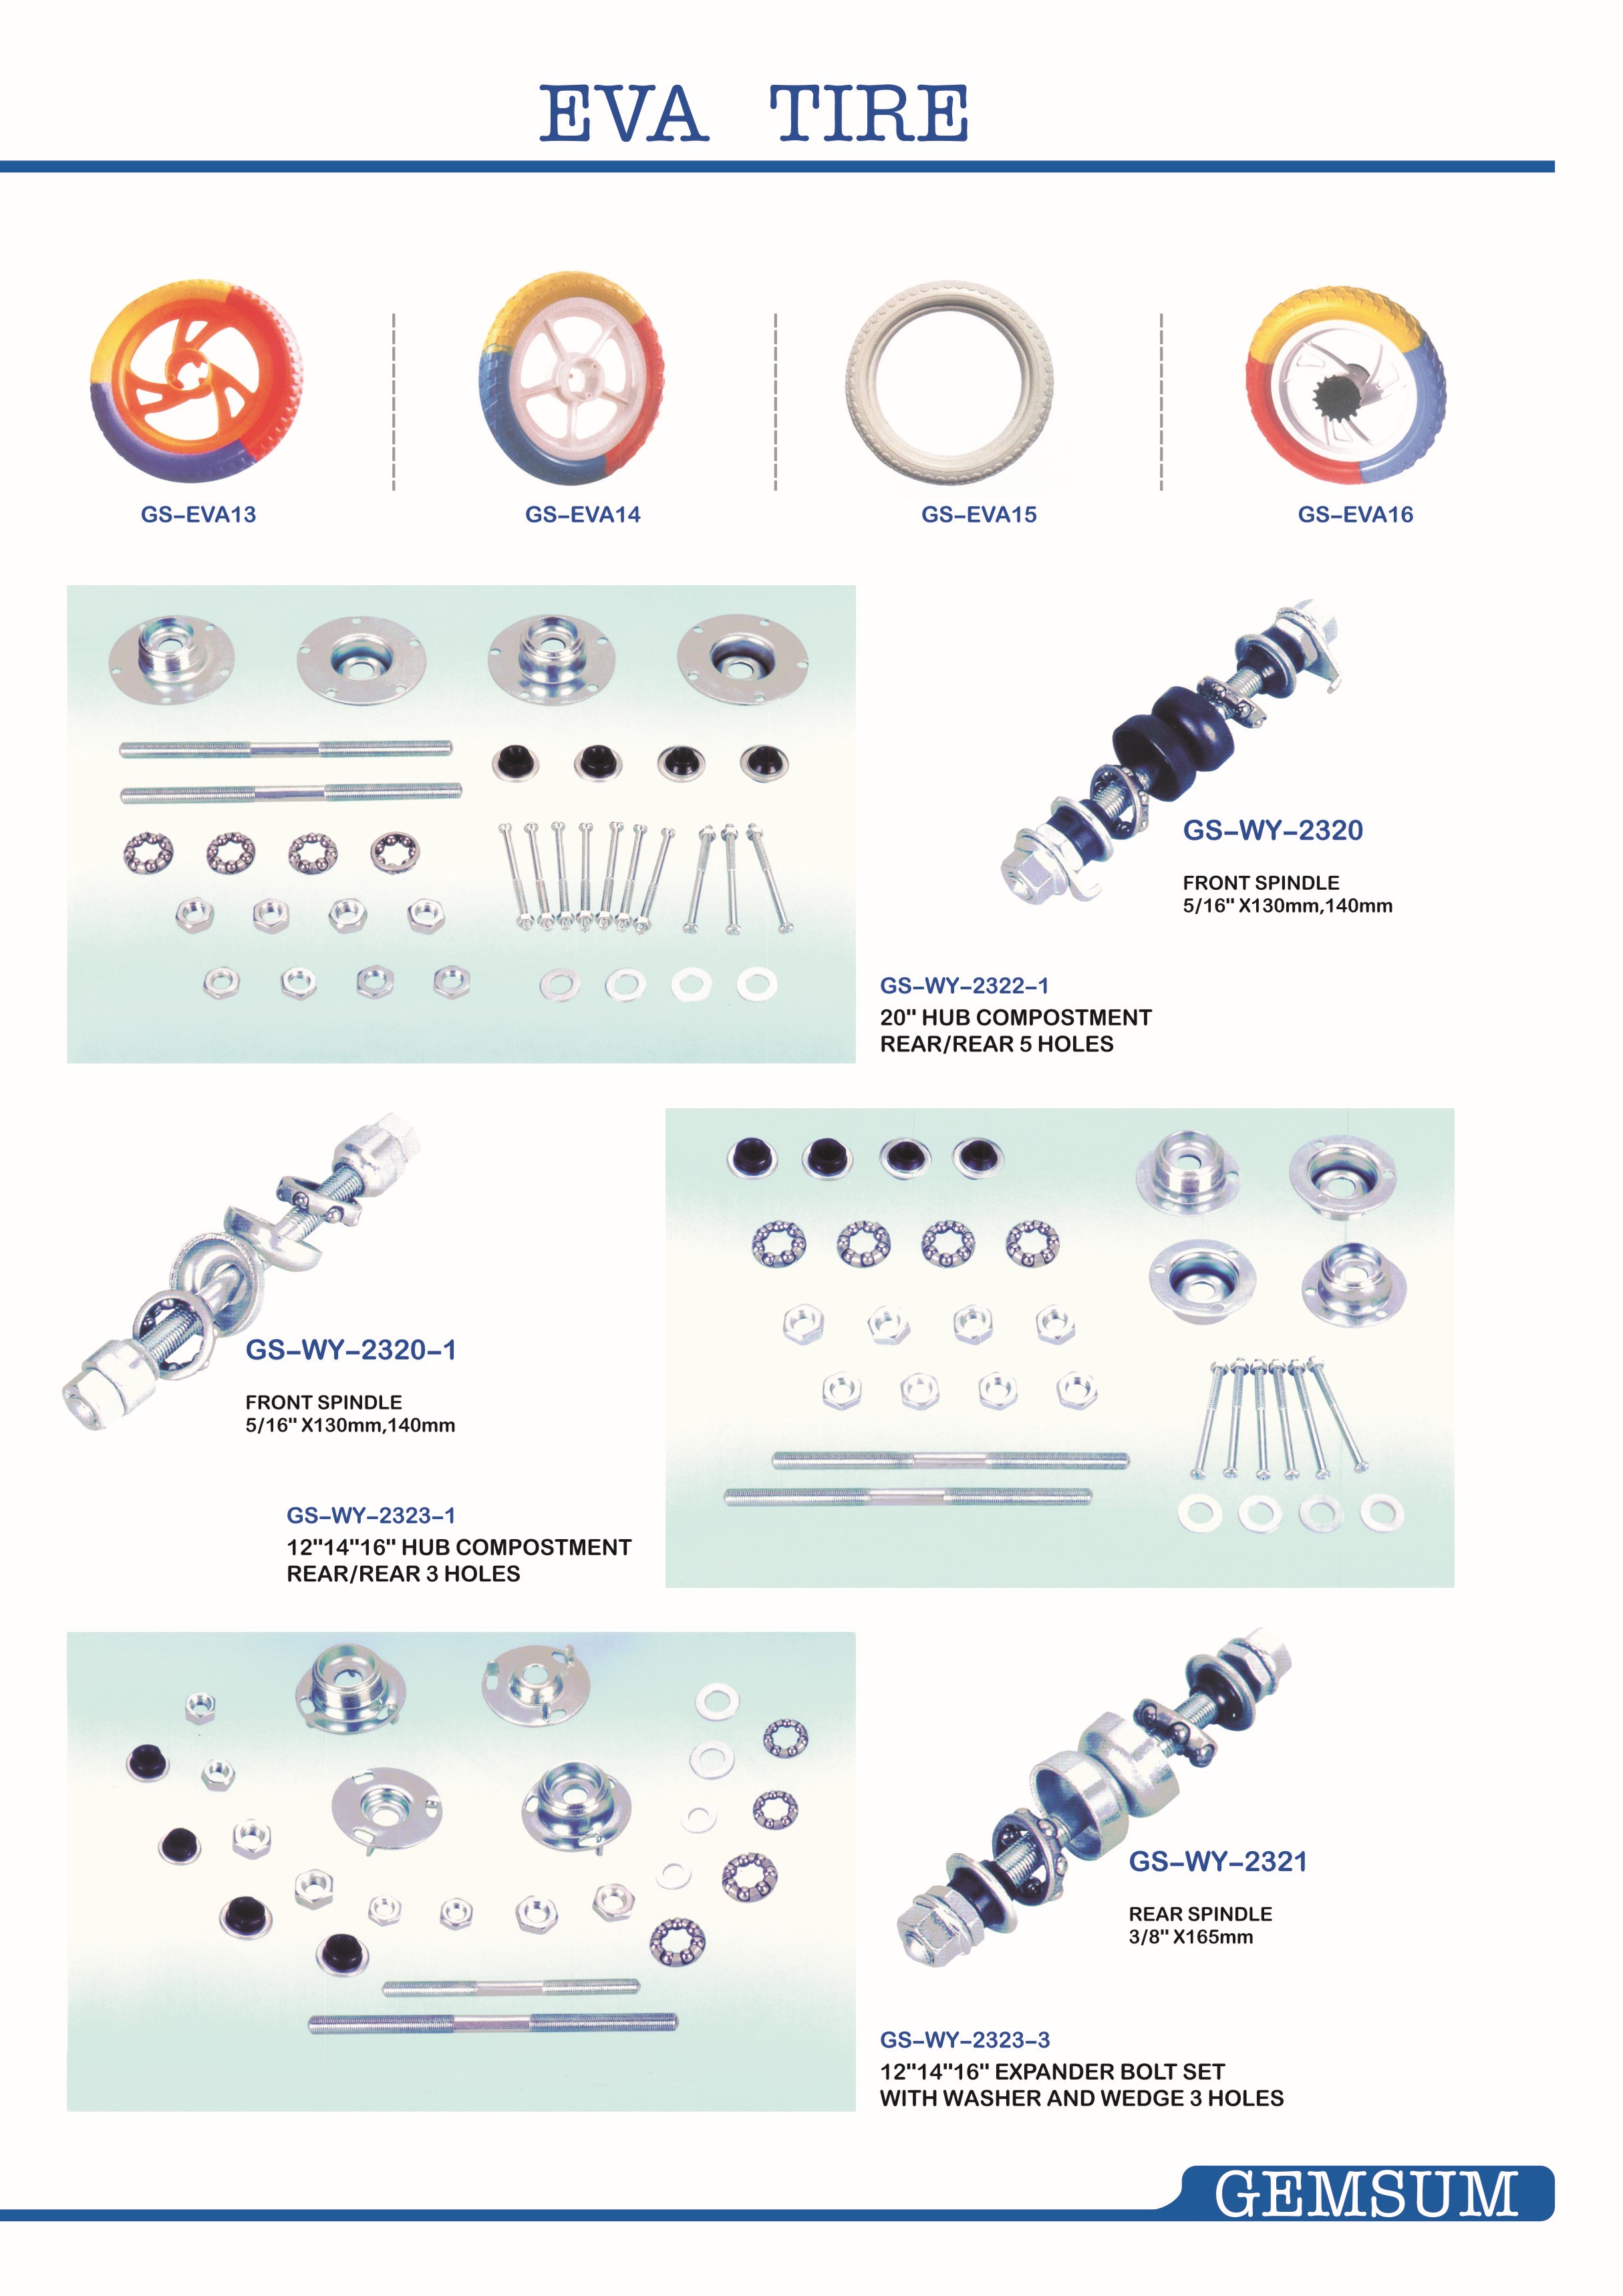 EVA TIRE
GS-EVA13
GS-EVA14
GS-EVA15
GS-EVA16
GS-WY-2320
FRONT SPINDLE
5/16" X130mm,140mm
GS-WY-2322-1
20" HUB COMPOSTMENT
REAR/REAR 5 HOLES
GS-WY-2320-1
FRONT SPINDLE
5/16" X130mm,140mm
GS-WY-2323-1
12"14"16" HUB COMPOSTMENT
REAR/REAR 3 HOLES
GS-WY-2321
REAR SPINDLE
3/8" X165mm
GS-WY-2323-3
12"14"16" EXPANDER BOLT SET
WITH WASHER AND WEDGE 3 HOLES
GEMSUM